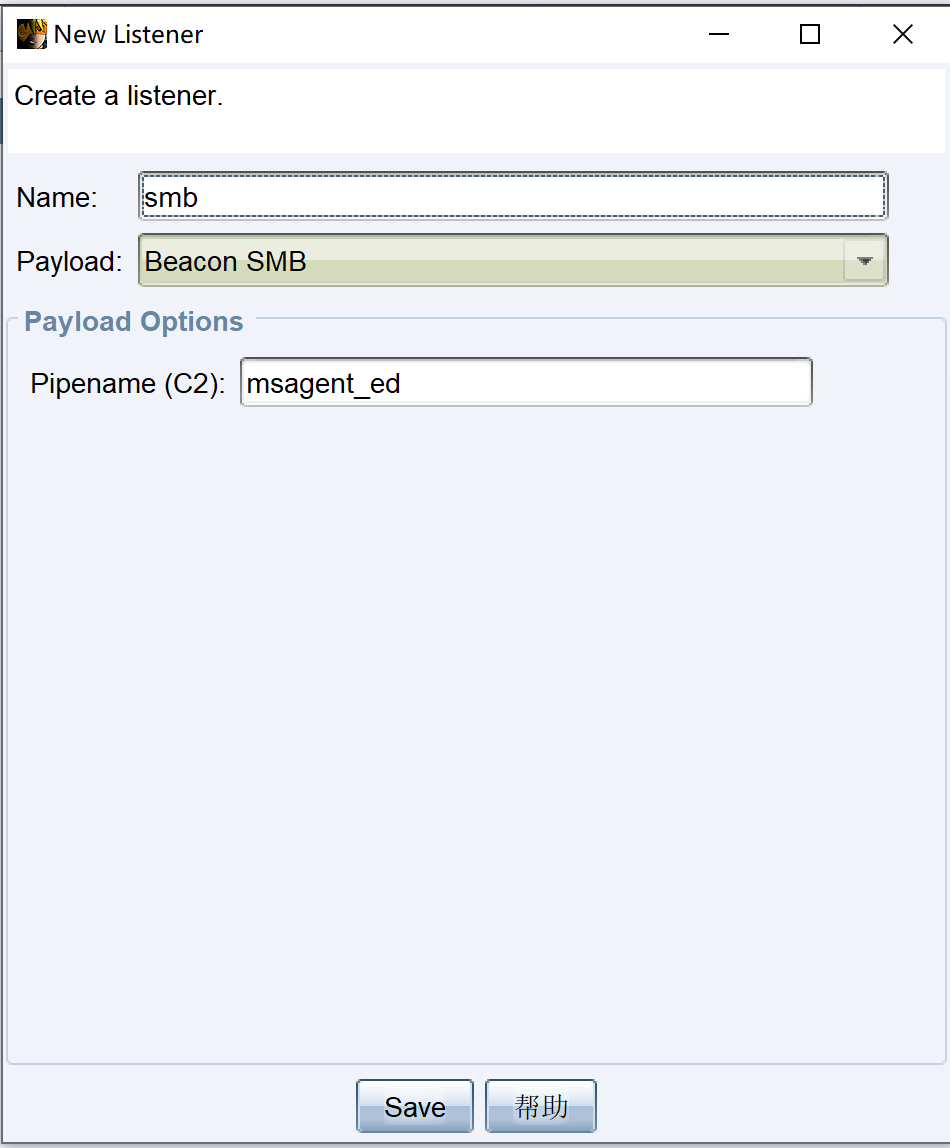 New Listener
Create a listener.
Name: smb
Payload: Beacon SMB
Payload Options
Pipename (C2): msagent_ed
Save 帮助